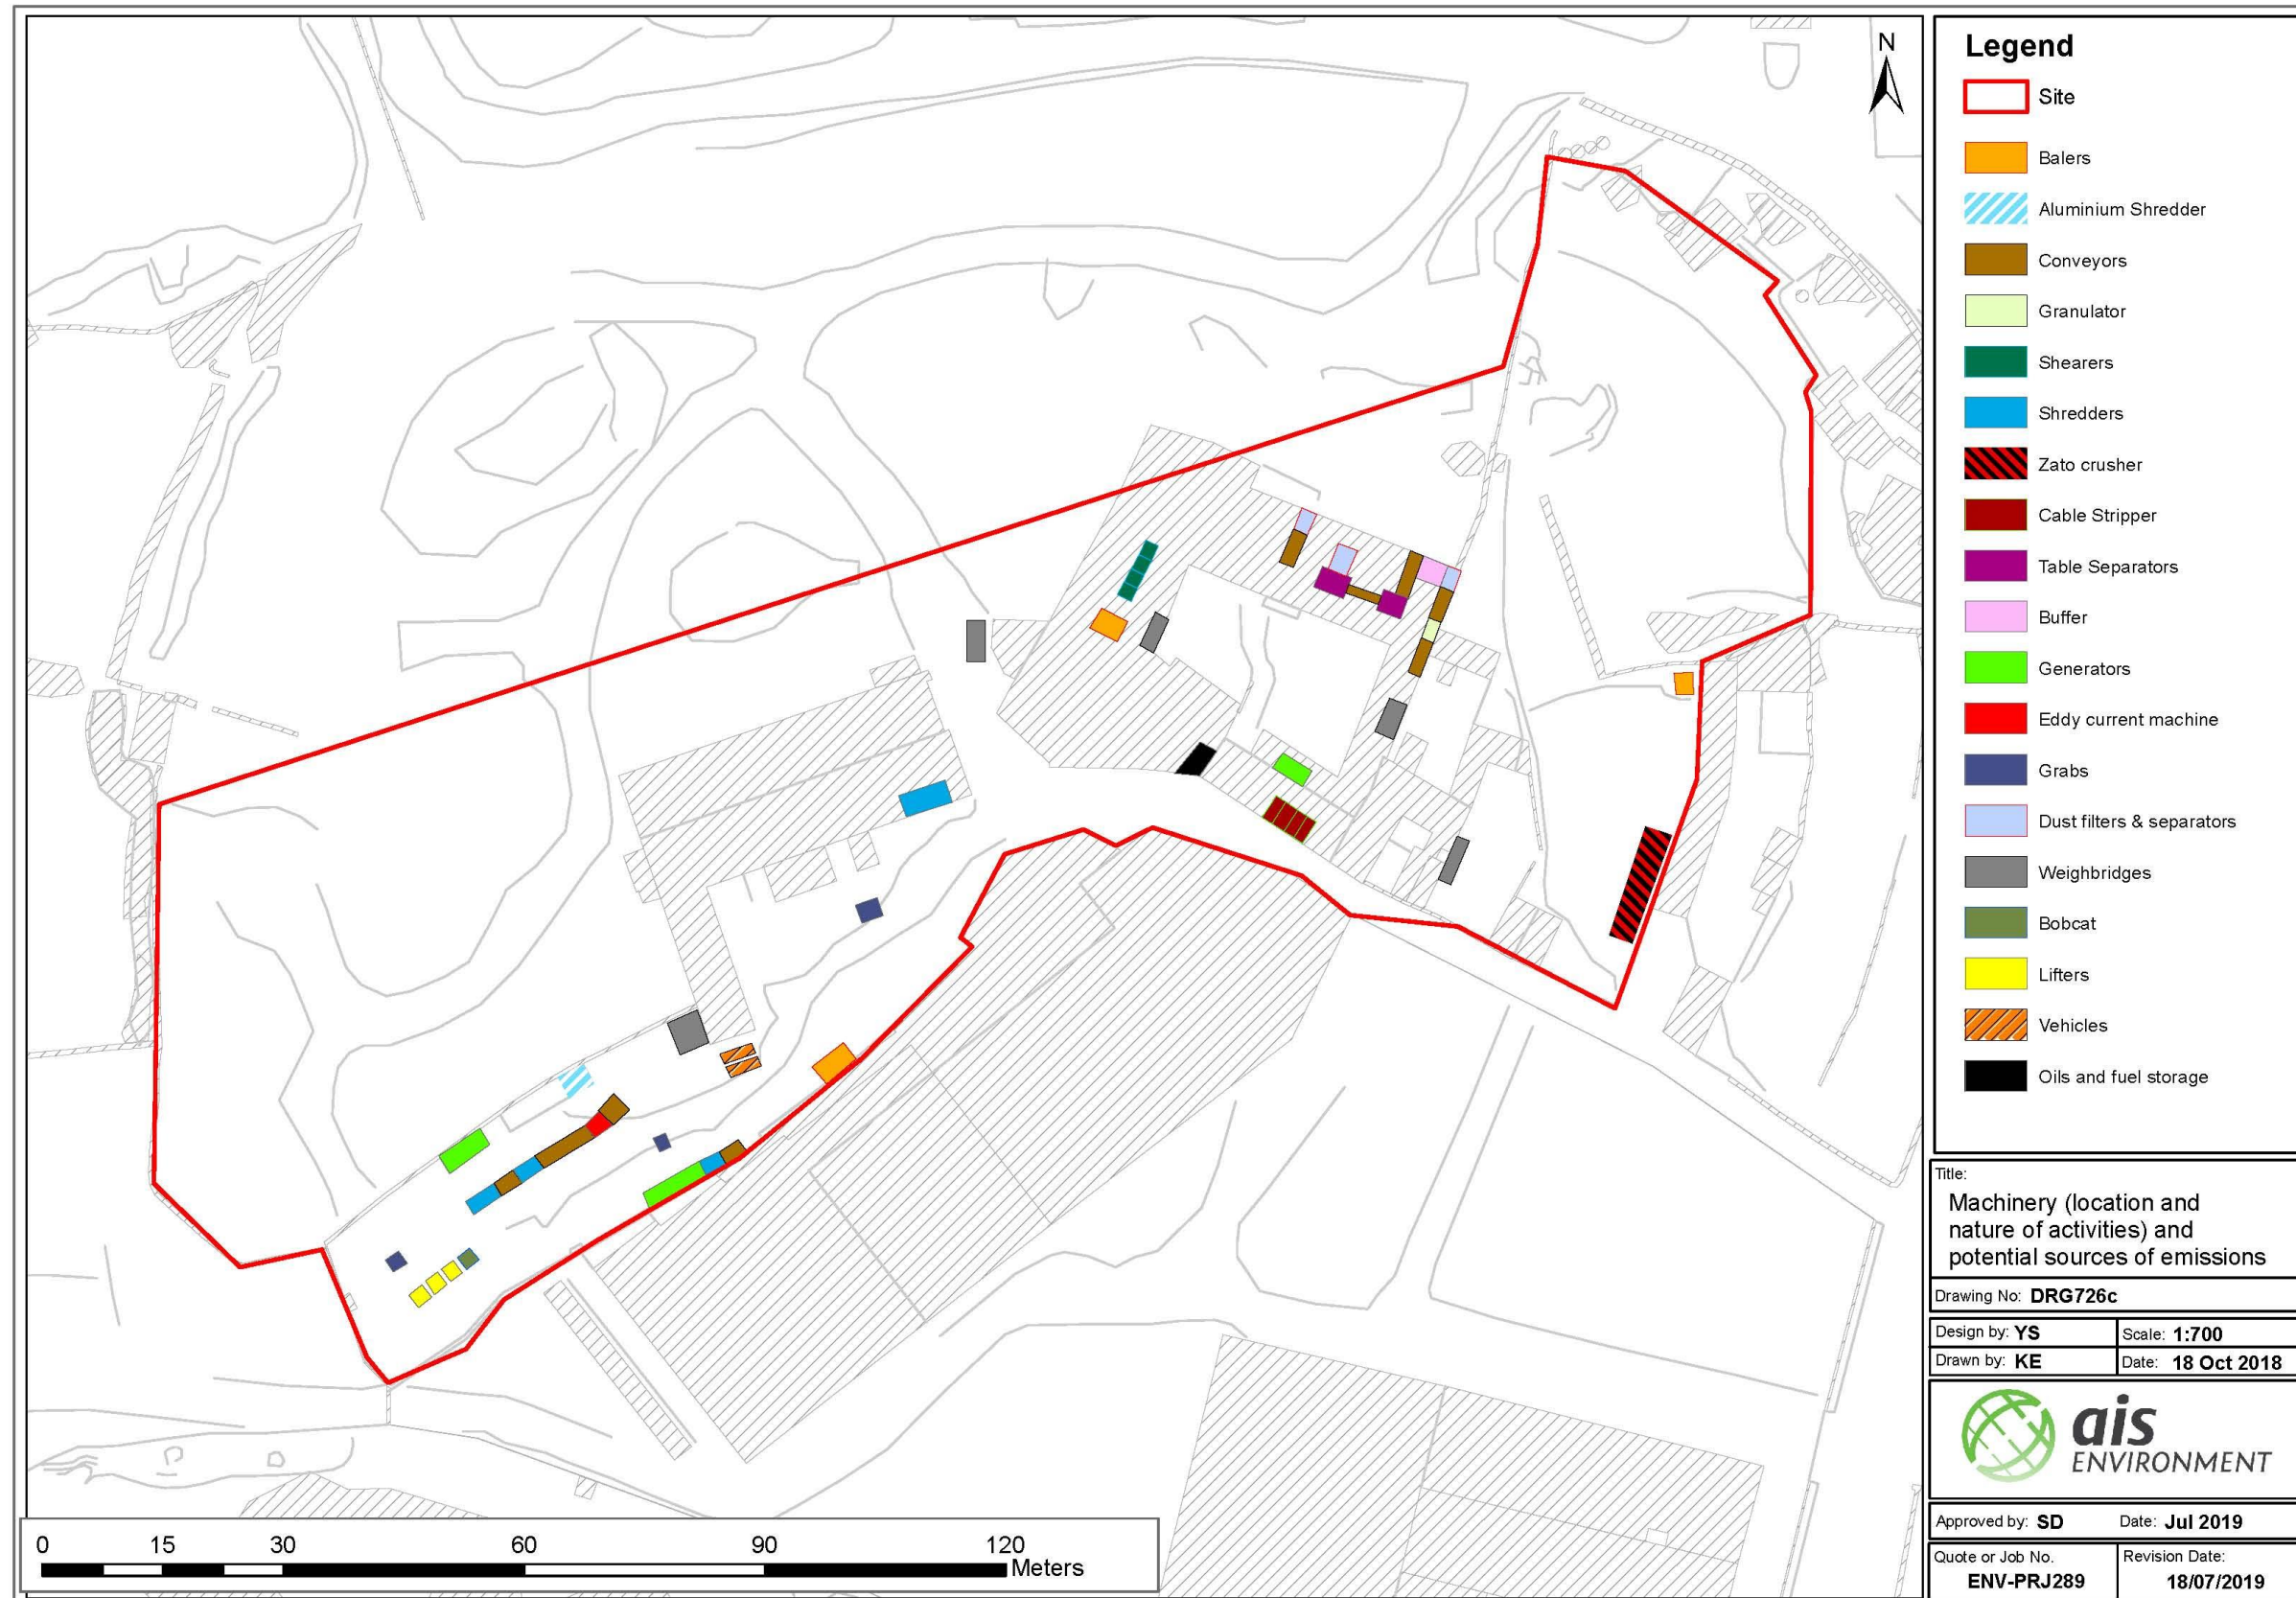 N
Legend
Site
Balers
Aluminium Shredder
Conveyors
Granulator
Shearers
Shredders
Zato crusher
Cable Stripper
Table Separators
Buffer
Generators
Eddy current machine
Grabs
Dust filters & separators
Weighbridges
Bobcat
Lifters
Vehicles
Oils and fuel storage
Title:
Machinery (location and
nature of activities) and
potential sources of emissions
Drawing No: DRG726c
Design by: YS
Scale: 1:700
Drawn by: KE
Date: 18 Oct 2018
ais
ENVIRONMENT
Approved by: SD
Date: Jul 2019
Quote or Job No.
ENV-PRJ289
Revision Date:
18/07/2019
0 15 30 60 90 120
Meters